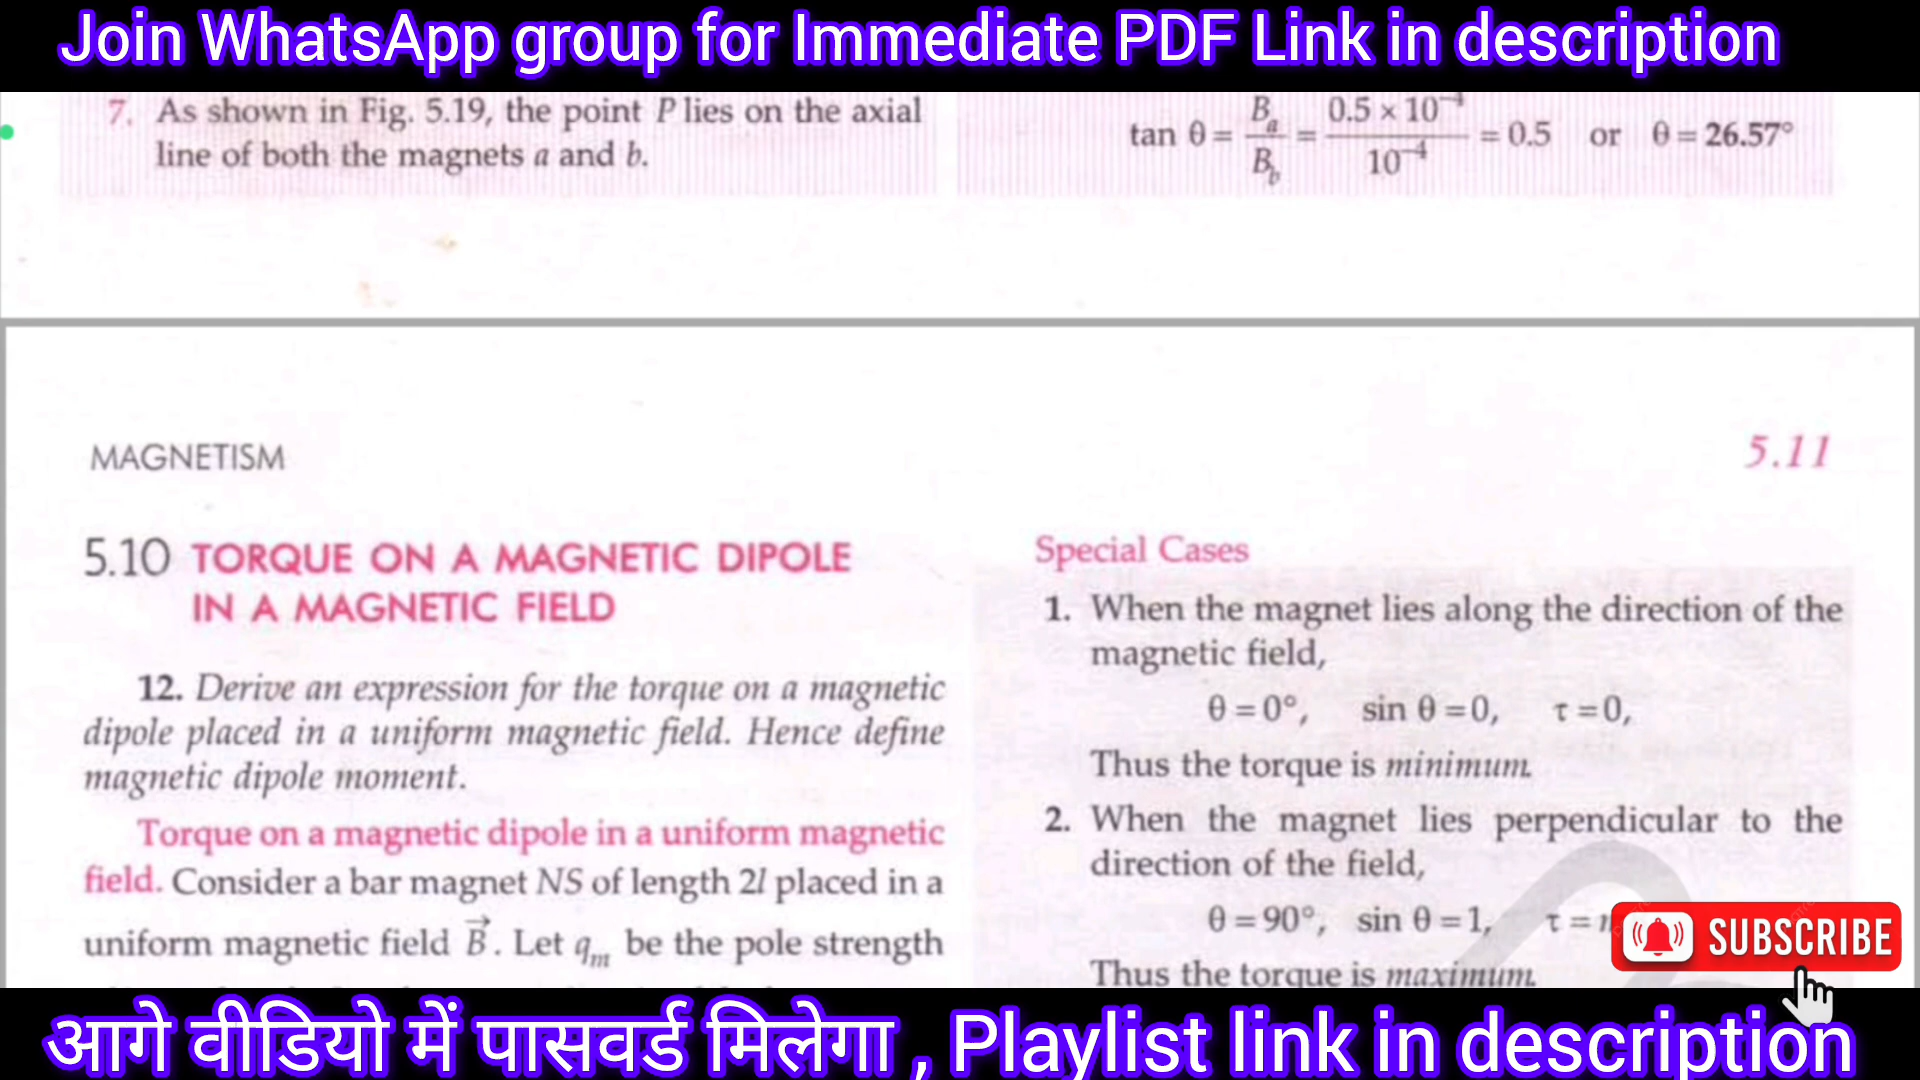 Join WhatsApp group for Immediate PDF Link in description
7. As shown in Fig. 5.19, the point P lies on the axial
line of both the magnets a and b.
tan θ = B_a / B_b = 0.5 × 10⁻⁴ / 10⁻⁴ = 0.5 or θ = 26.57°
MAGNETISM
5.11
5.10 TORQUE ON A MAGNETIC DIPOLE
IN A MAGNETIC FIELD
12. Derive an expression for the torque on a magnetic
dipole placed in a uniform magnetic field. Hence define
magnetic dipole moment.
Torque on a magnetic dipole in a uniform magnetic
field. Consider a bar magnet NS of length 2l placed in a
uniform magnetic field B⃗. Let q_m be the pole strength
Special Cases
1. When the magnet lies along the direction of the
magnetic field,
θ = 0°, sin θ = 0, τ = 0,
Thus the torque is minimum.
2. When the magnet lies perpendicular to the
direction of the field,
θ = 90°, sin θ = 1, τ =
Thus the torque is maximum.
SUBSCRIBE
आगे वीडियो में पासवर्ड मिलेगा , Playlist link in description